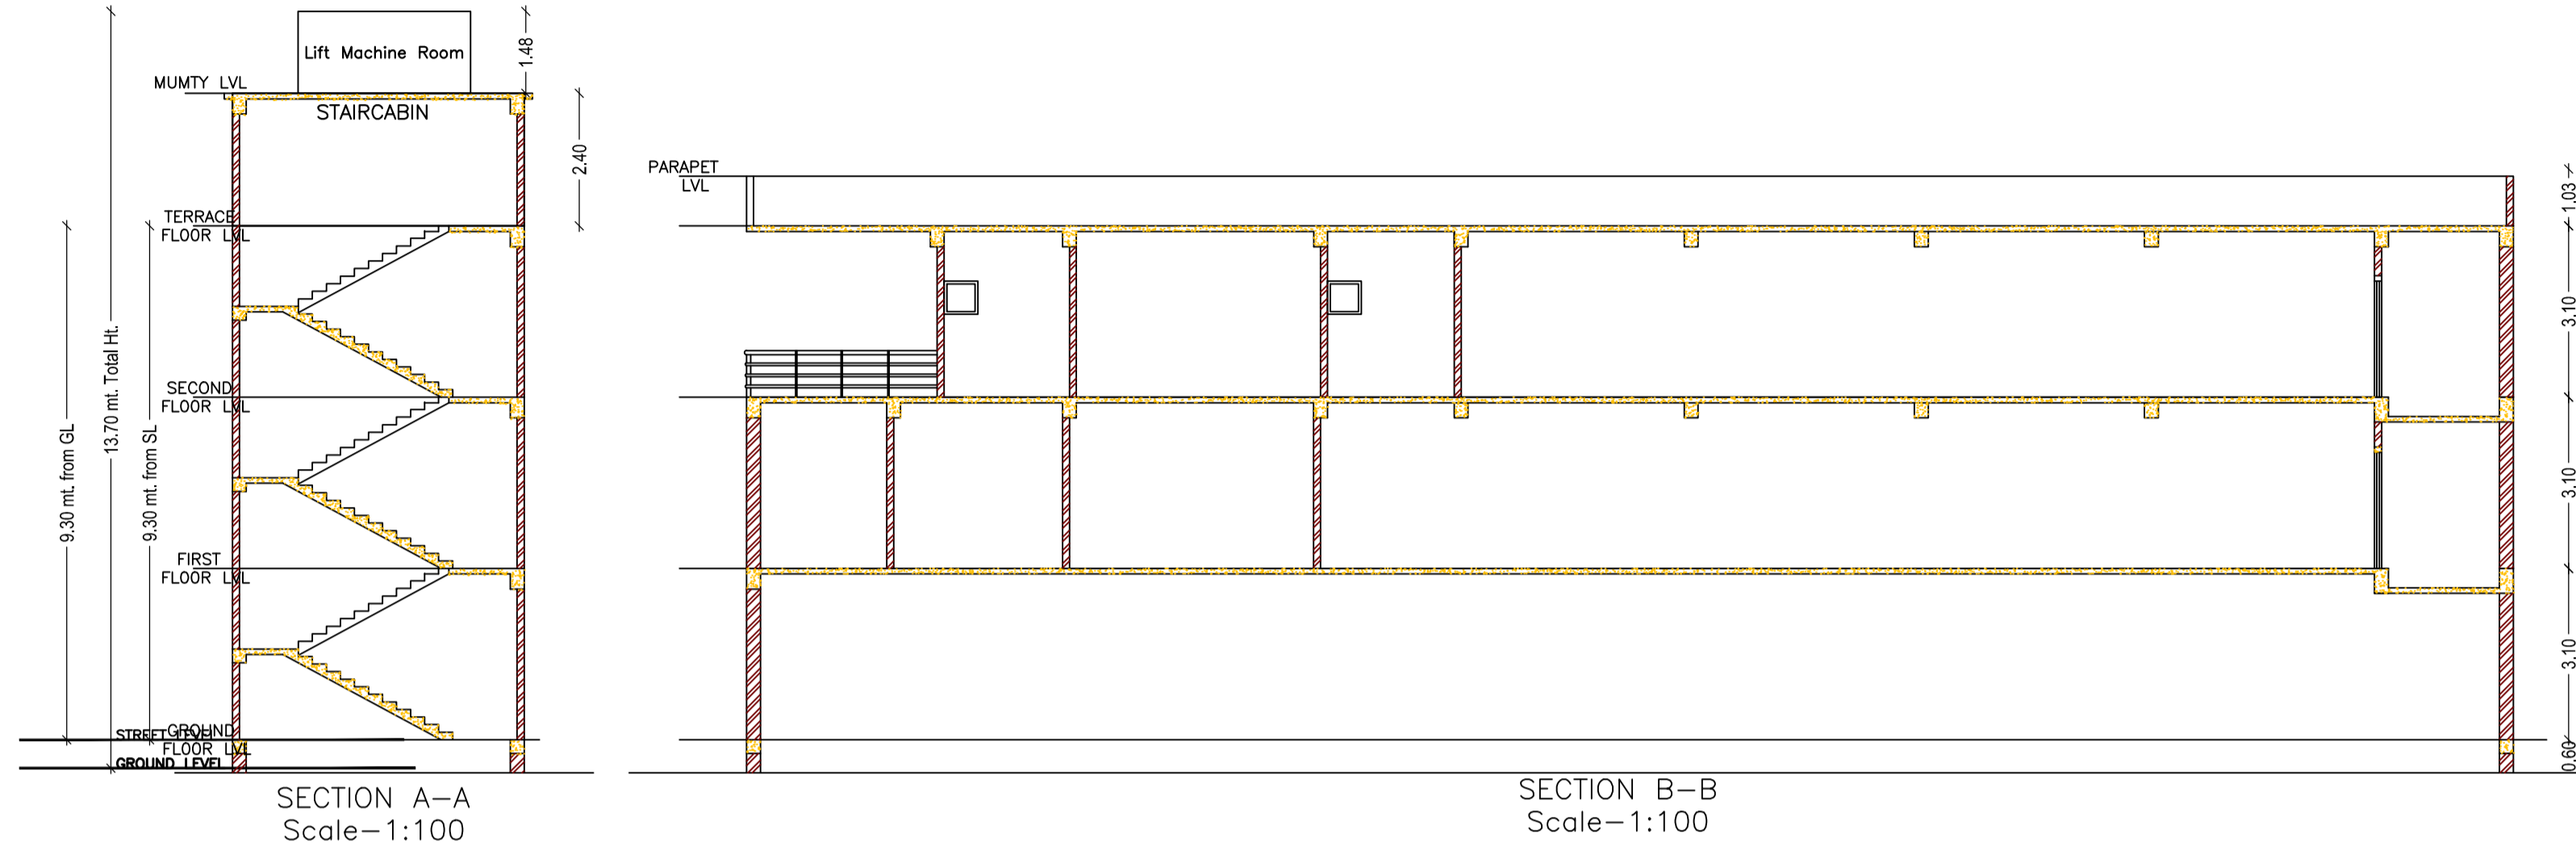 Lift Machine Room
1.48
MUMTY LVL
STAIRCABIN
2.40
TERRACE
FLOOR LVL
SECOND
FLOOR LVL
FIRST
FLOOR LVL
GROUND
FLOOR LVL
STREET LEVEL
GROUND LEVEL
9.30 mt. from GL
13.70 mt. Total Ht.
9.30 mt. from SL
SECTION A-A
Scale-1:100
PARAPET
LVL
1.03
3.10
3.10
3.10
0.60
SECTION B-B
Scale-1:100